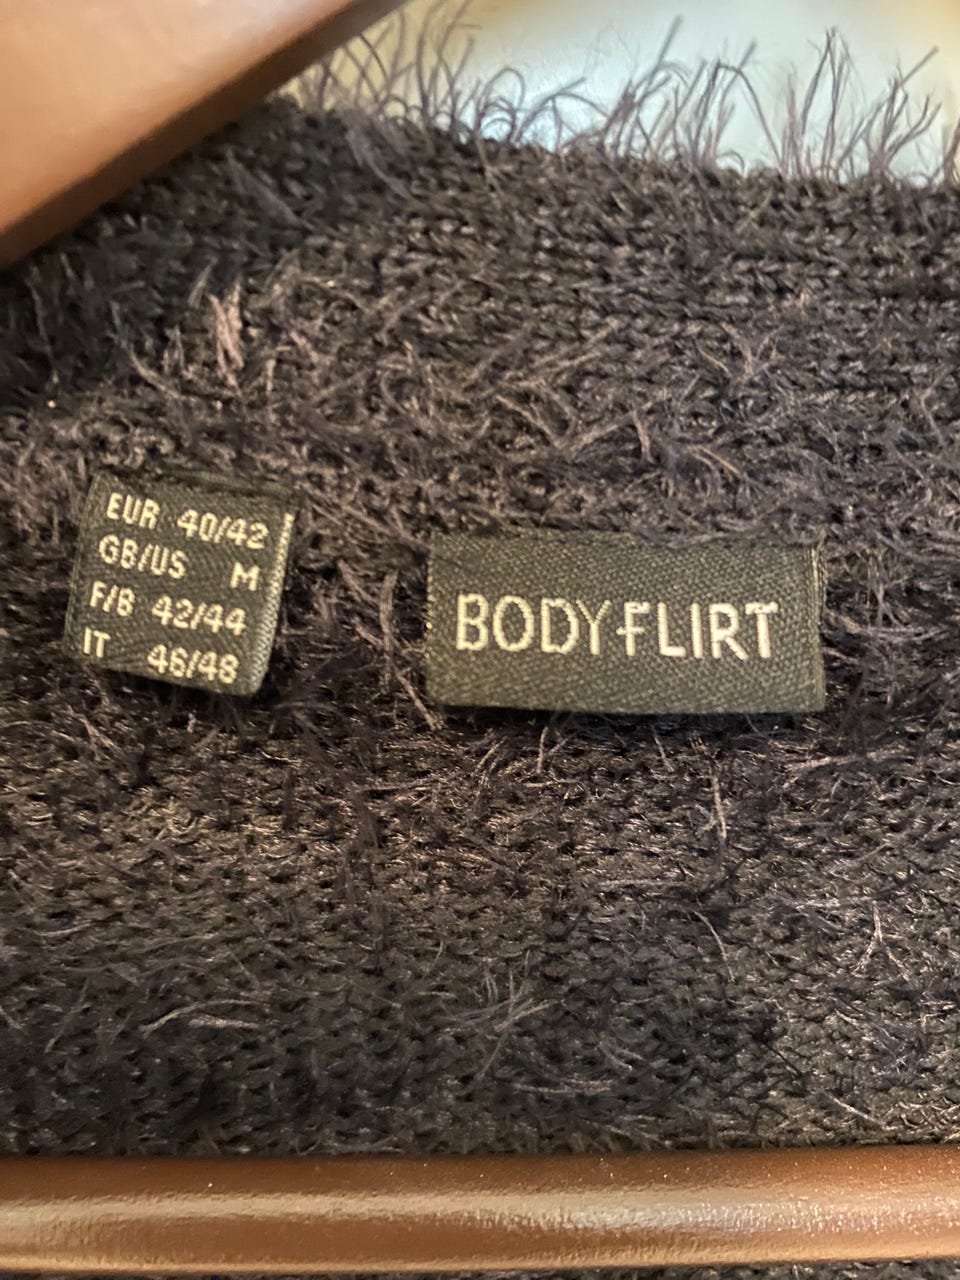 EUR 40/42
GB/US M
F/B 42/44
IT 46/48
BODYFLIRT